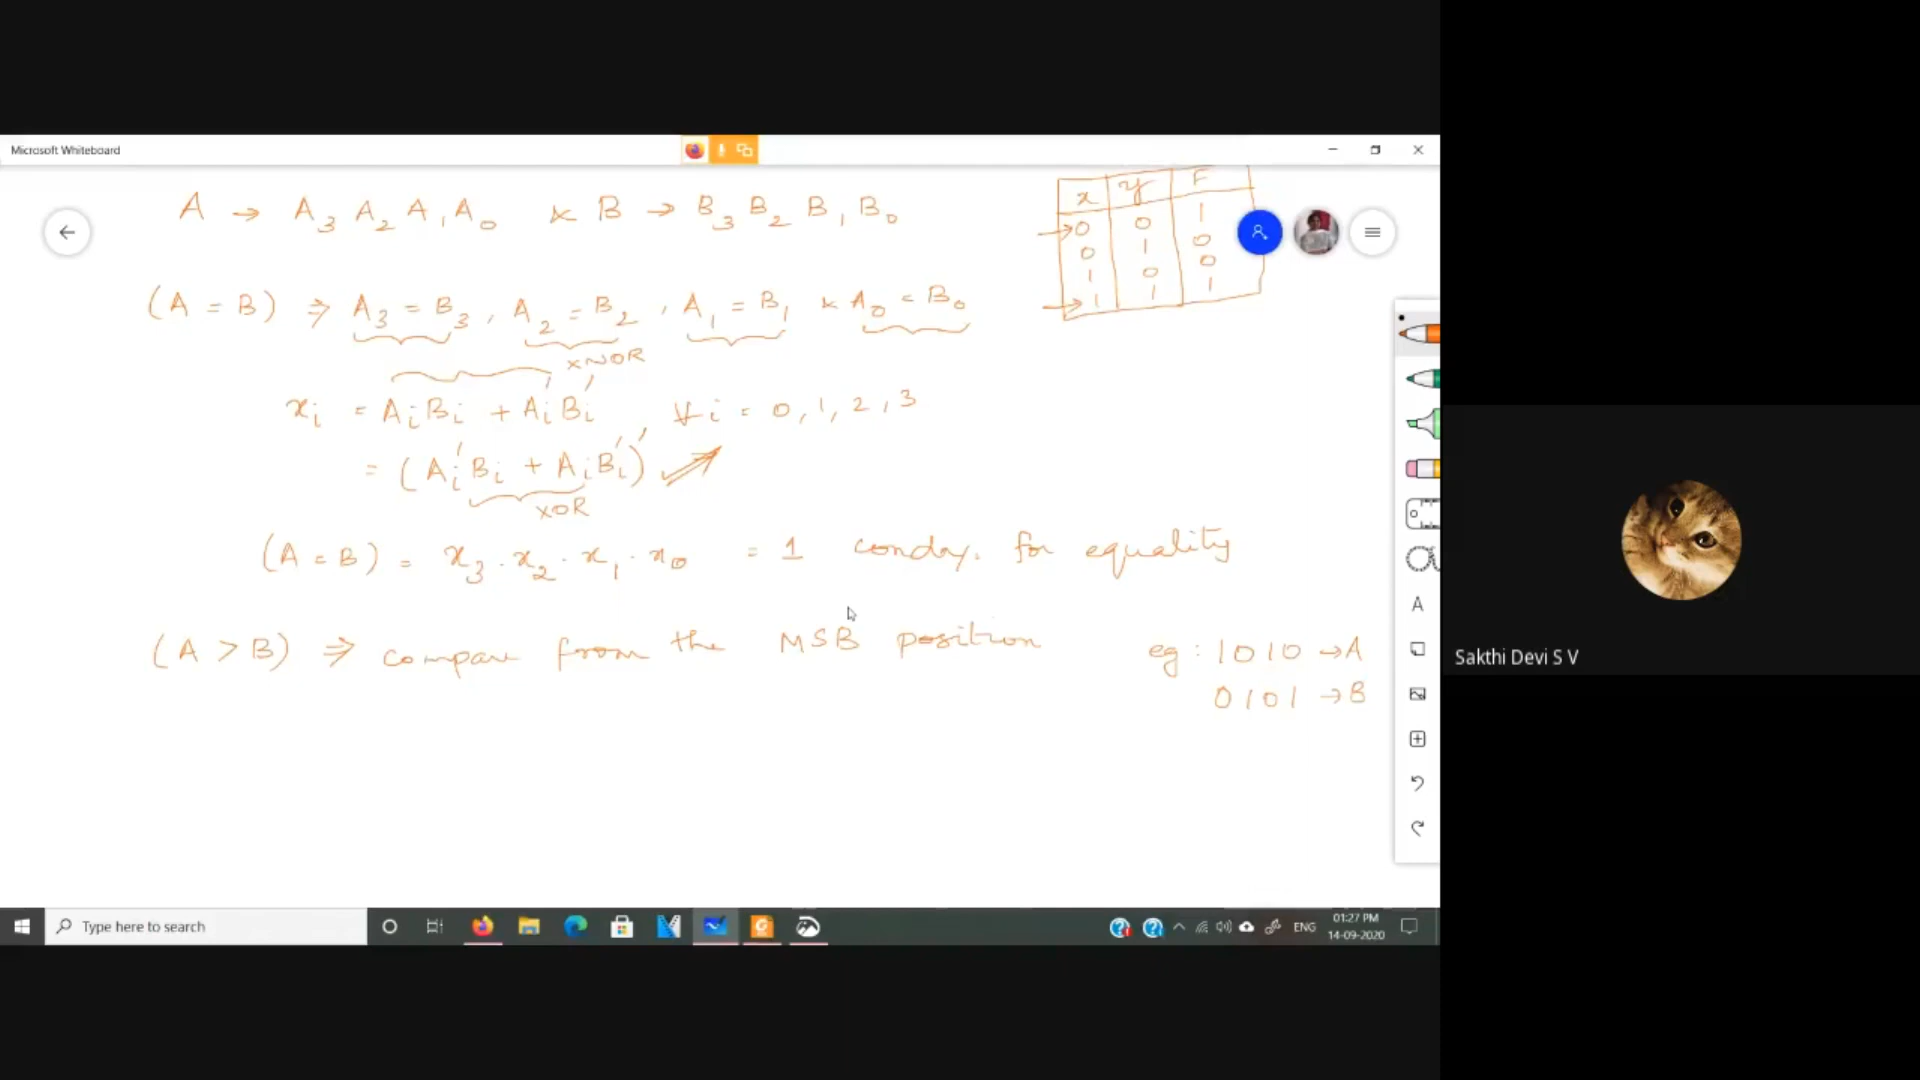 Microsoft Whiteboard
A → A₃ A₂ A₁ A₀ & B → B₃ B₂ B₁ B₀
x y F
0 0 1
0 1 0
1 0 0
1 1 1
(A = B) ⇒ A₃ = B₃, A₂ = B₂, A₁ = B₁ & A₀ = B₀
XNOR
xᵢ = AᵢBᵢ + Aᵢ'Bᵢ' ∀ i = 0, 1, 2, 3
= (Aᵢ'Bᵢ + AᵢBᵢ')'
XOR
(A = B) = x₃ · x₂ · x₁ · x₀ = 1 condn. for equality
(A > B) ⇒ compare from the MSB position
eg : 1010 → A
0101 → B
Sakthi Devi S V
Type here to search
ENG
01:27 PM
14-09-2020